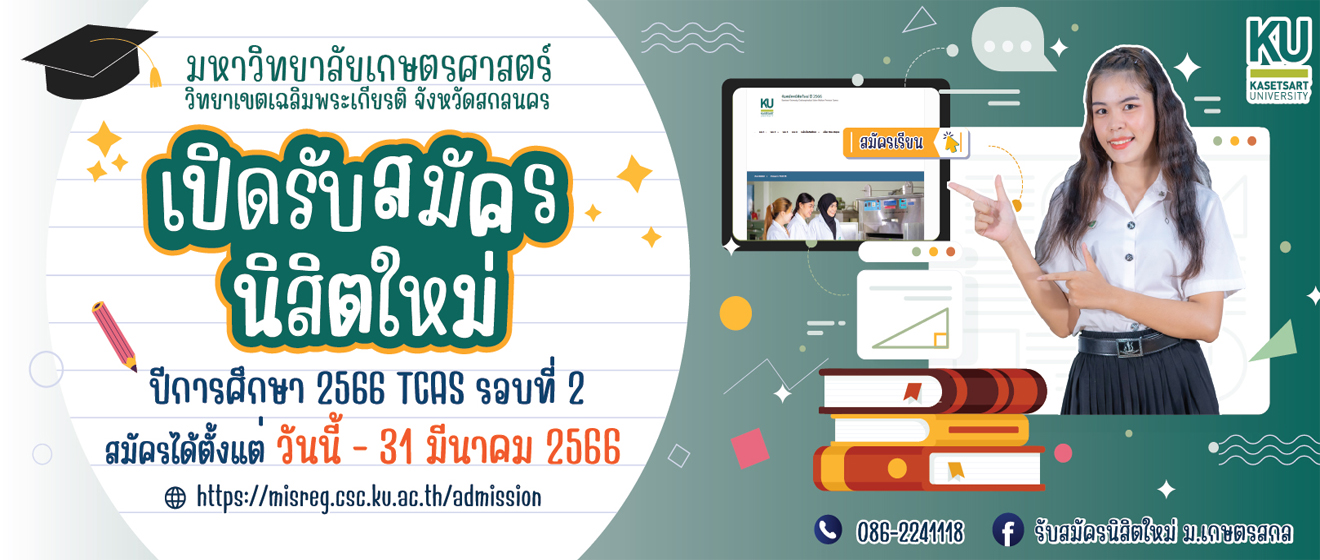 มหาวิทยาลัยเกษตรศาสตร์
วิทยาเขตเฉลิมพระเกียรติ จังหวัดสกลนคร
เปิดรับสมัคร
นิสิตใหม่
ปีการศึกษา 2566 TCAS รอบที่ 2
สมัครได้ตั้งแต่ วันนี้ - 31 มีนาคม 2566
https://misreg.csc.ku.ac.th/admission
KU
KASETSART
UNIVERSITY
KU
สมัครเรียน
086-2241118
รับสมัครนิสิตใหม่ ม.เกษตรสกล